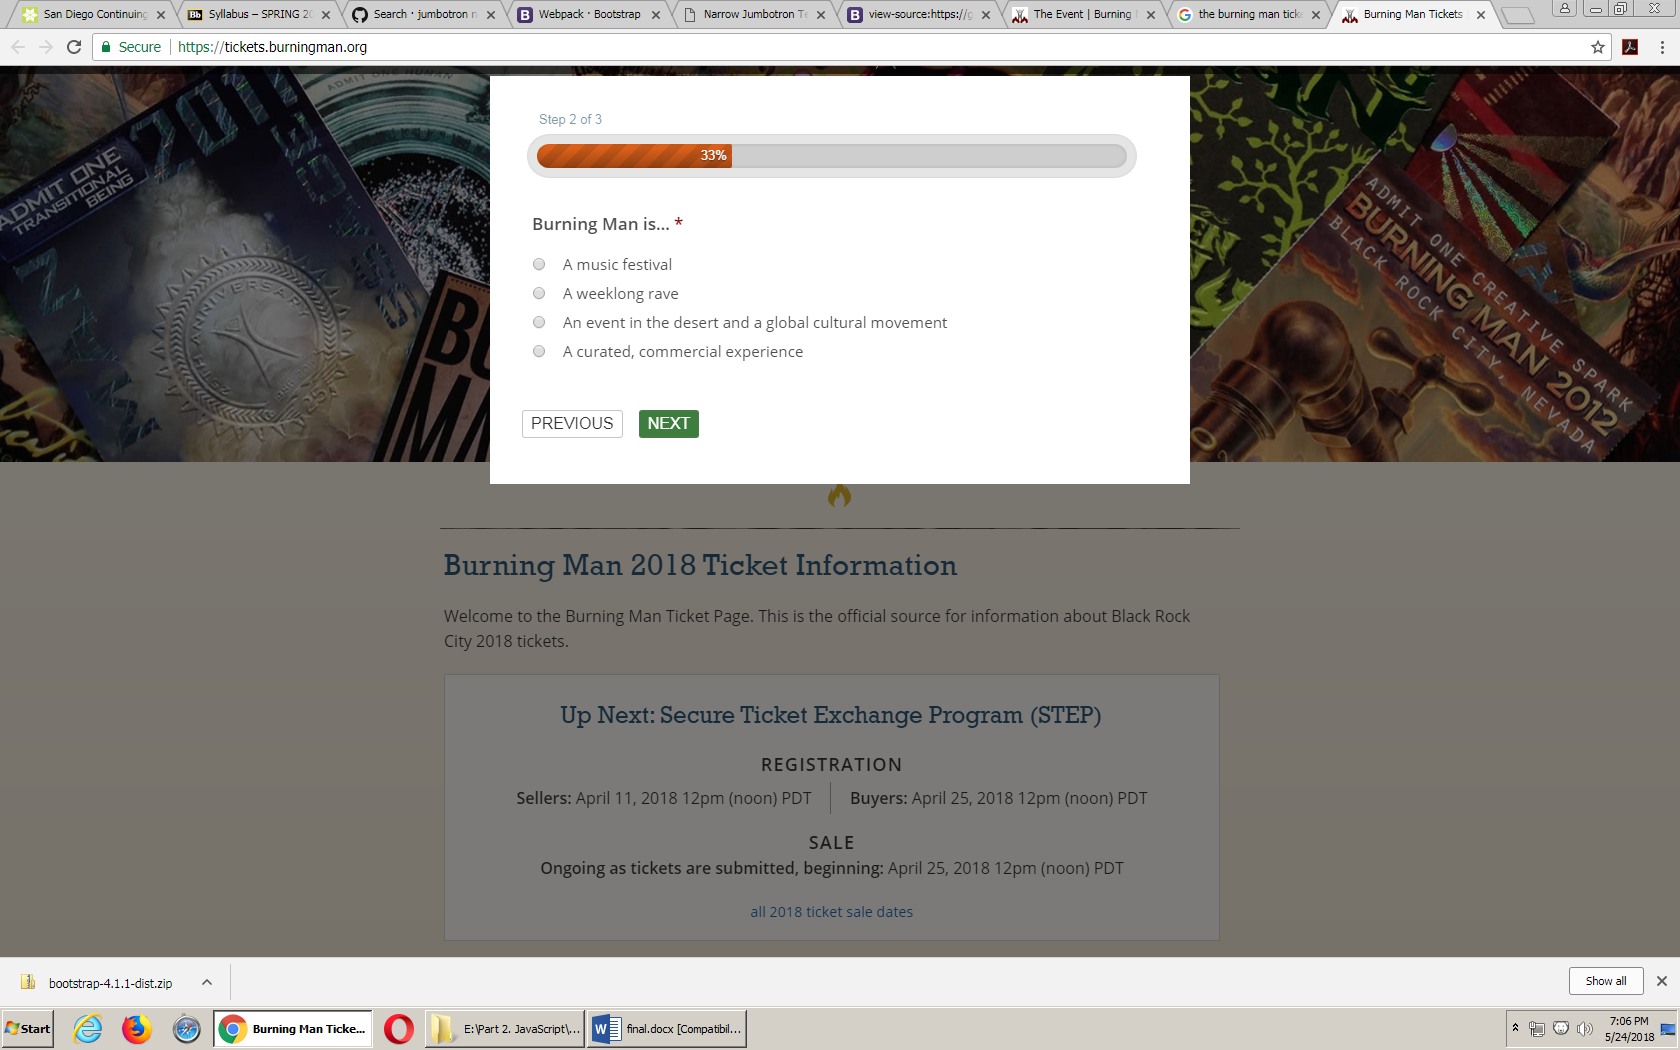 San Diego Continuing
Bb Syllabus – SPRING 20
Search · jumbotron n
B Webpack · Bootstrap
Narrow Jumbotron Te
B view-source:https://g
The Event | Burning
G the burning man tick
Burning Man Tickets
Secure
https://tickets.burningman.org
ADMIT ONE HUMAN
2011
ADMIT ONE
TRANSITIONAL
BEING
ANNIVERSARY
ADMIT ONE CREATIVE SPARK
BURNING MAN 2012
BLACK ROCK CITY, NEVADA
Step 2 of 3
33%
Burning Man is... *
A music festival
A weeklong rave
An event in the desert and a global cultural movement
A curated, commercial experience
PREVIOUS
NEXT
Burning Man 2018 Ticket Information
Welcome to the Burning Man Ticket Page. This is the official source for information about Black Rock
City 2018 tickets.
Up Next: Secure Ticket Exchange Program (STEP)
REGISTRATION
Sellers: April 11, 2018 12pm (noon) PDT
Buyers: April 25, 2018 12pm (noon) PDT
SALE
Ongoing as tickets are submitted, beginning: April 25, 2018 12pm (noon) PDT
all 2018 ticket sale dates
bootstrap-4.1.1-dist.zip
Show all
Start
Burning Man Ticke...
E:\Part 2. JavaScript\...
final.docx [Compatibil...
7:06 PM
5/24/2018